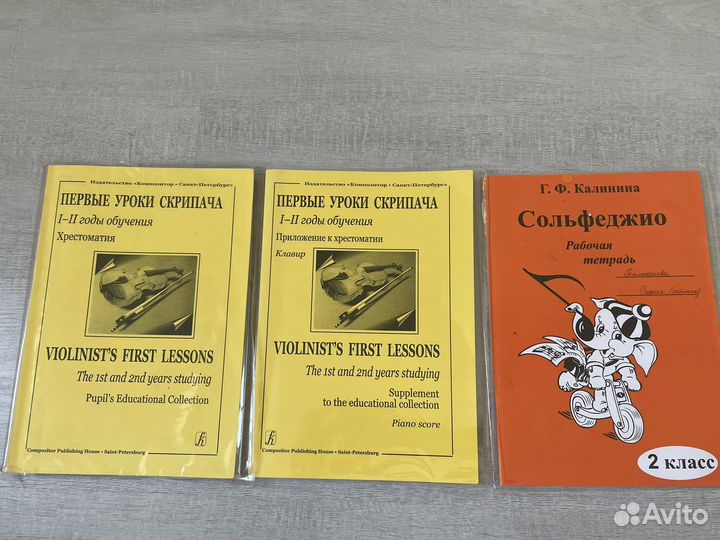 Издательство «Композитор • Санкт-Петербург»
ПЕРВЫЕ УРОКИ СКРИПАЧА
I–II годы обучения
Хрестоматия
VIOLINIST'S FIRST LESSONS
The 1st and 2nd years studying
Pupil's Educational Collection
Compozitor Publishing House • Saint-Petersburg
Издательство «Композитор • Санкт-Петербург»
ПЕРВЫЕ УРОКИ СКРИПАЧА
I–II годы обучения
Приложение к хрестоматии
Клавир
VIOLINIST'S FIRST LESSONS
The 1st and 2nd years studying
Supplement
to the educational collection
Piano score
Compozitor Publishing House • Saint-Petersburg
Г. Ф. Калинина
Сольфеджио
Рабочая
тетрадь
2 класс
Avito